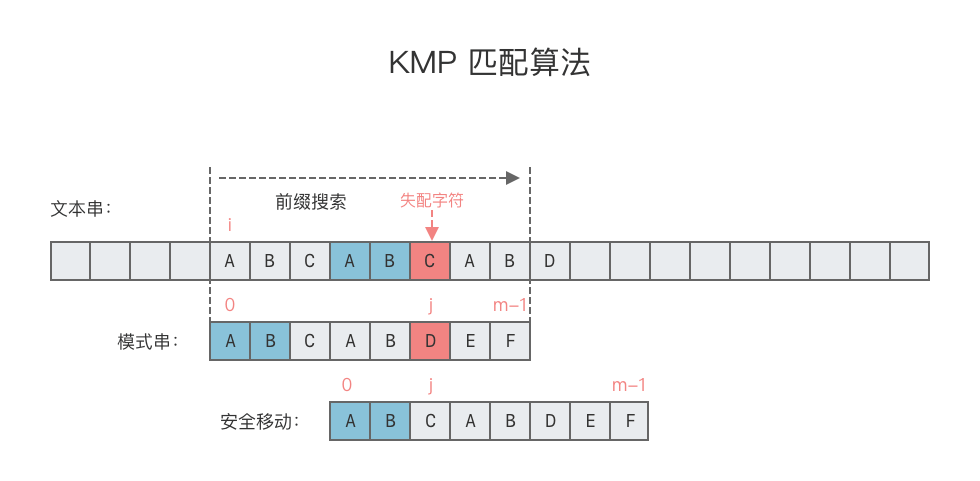 KMP 匹配算法
前缀搜索
失配字符
文本串：
i
A B C A B C A B D
0 j m-1
模式串：
A B C A B D E F
0 j m-1
安全移动：
A B C A B D E F